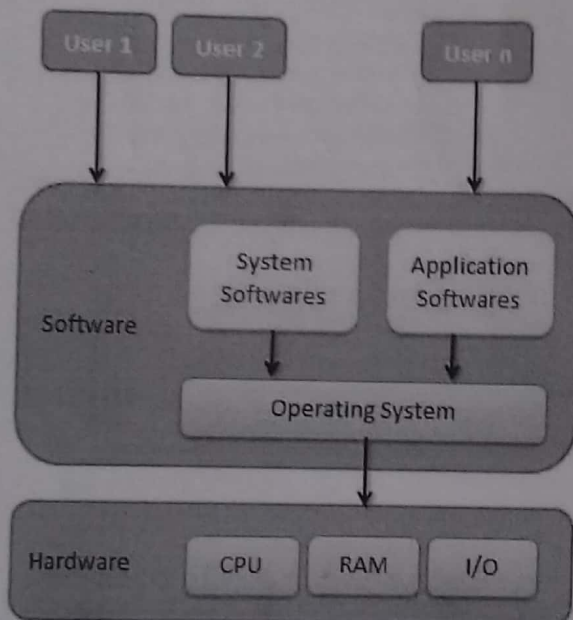 User 1
User 2
User n
System
Softwares
Application
Softwares
Software
Operating System
Hardware
CPU
RAM
I/O